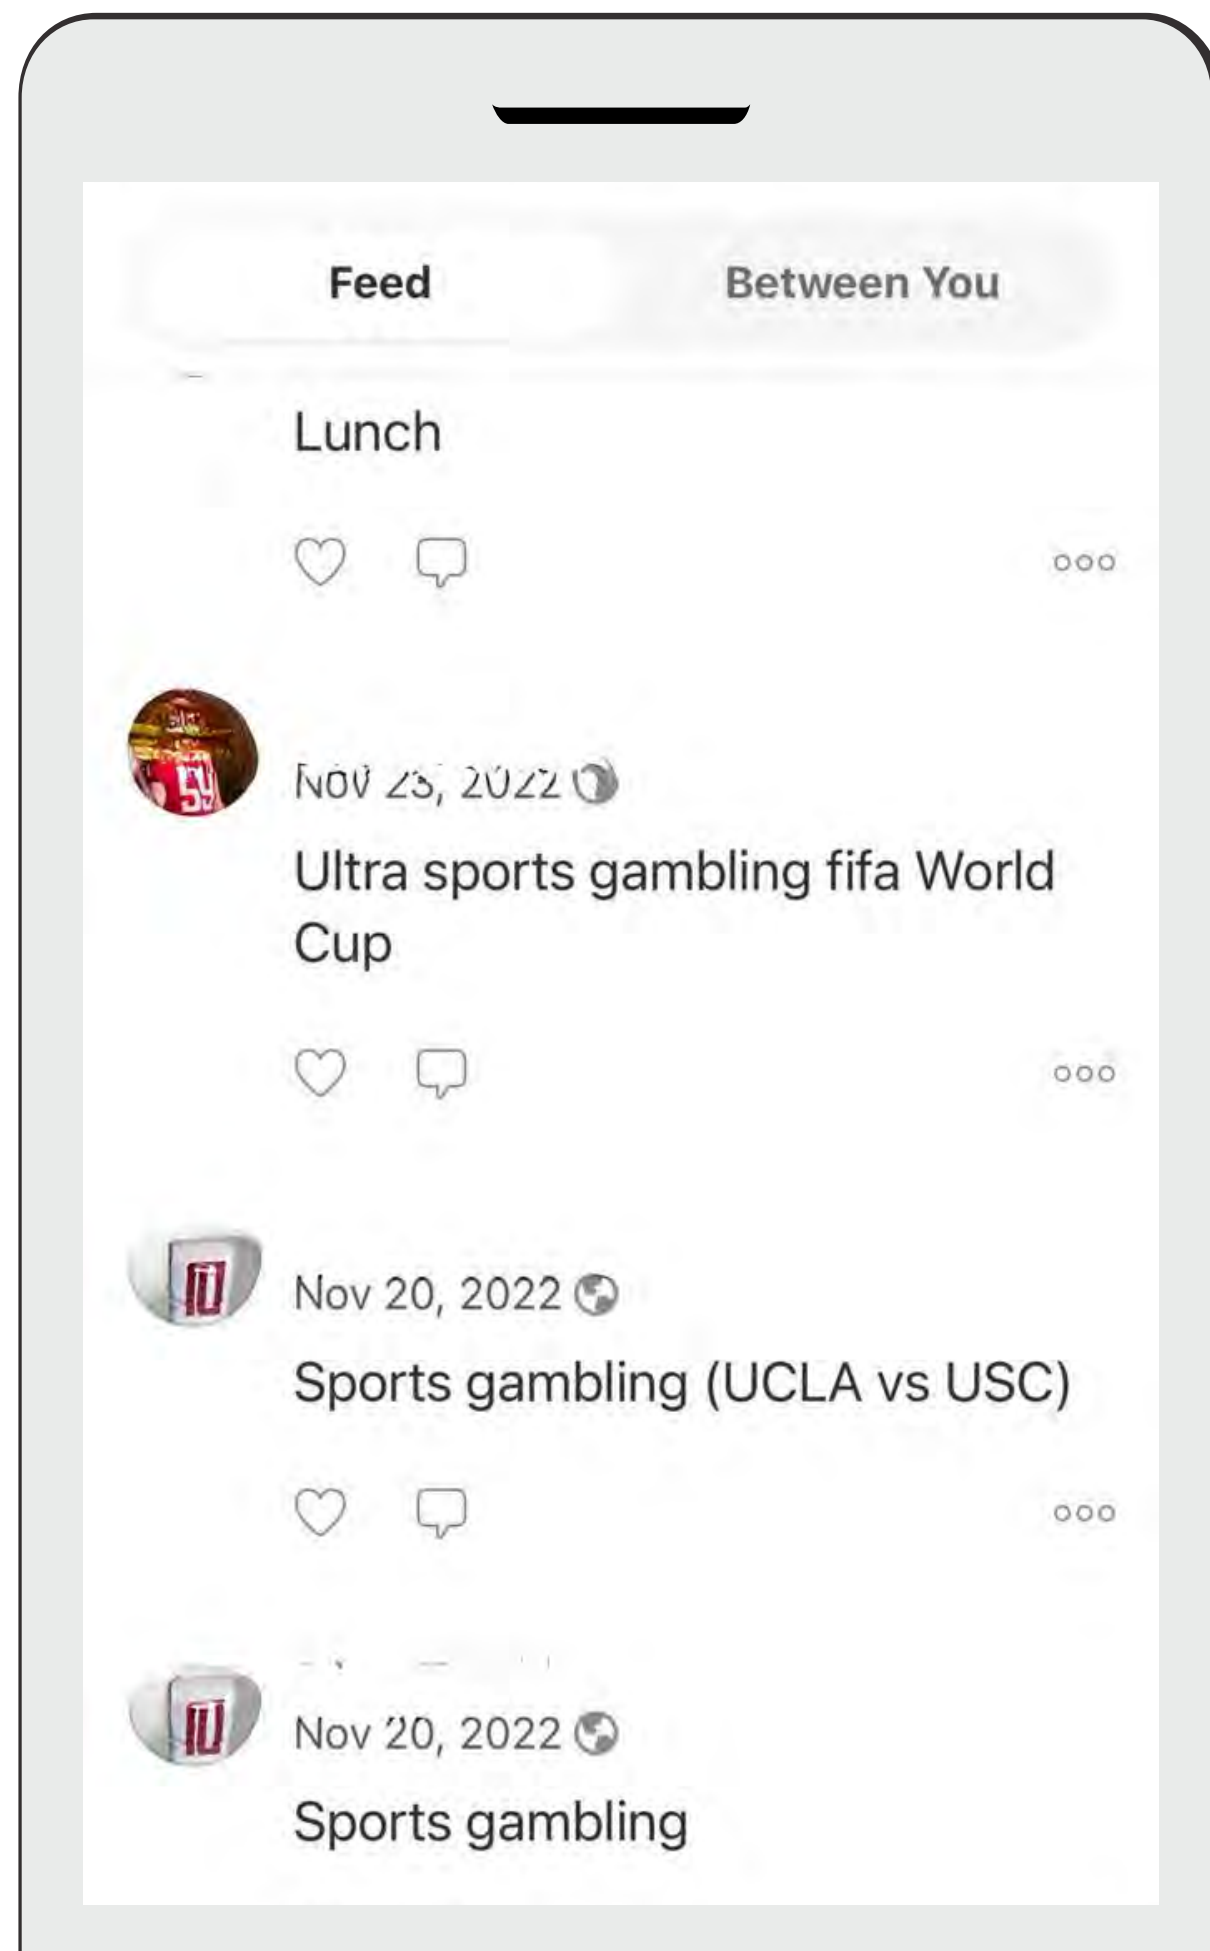 Feed
Between You
Lunch
Nov 23, 2022
Ultra sports gambling fifa World
Cup
Nov 20, 2022
Sports gambling (UCLA vs USC)
Nov 20, 2022
Sports gambling